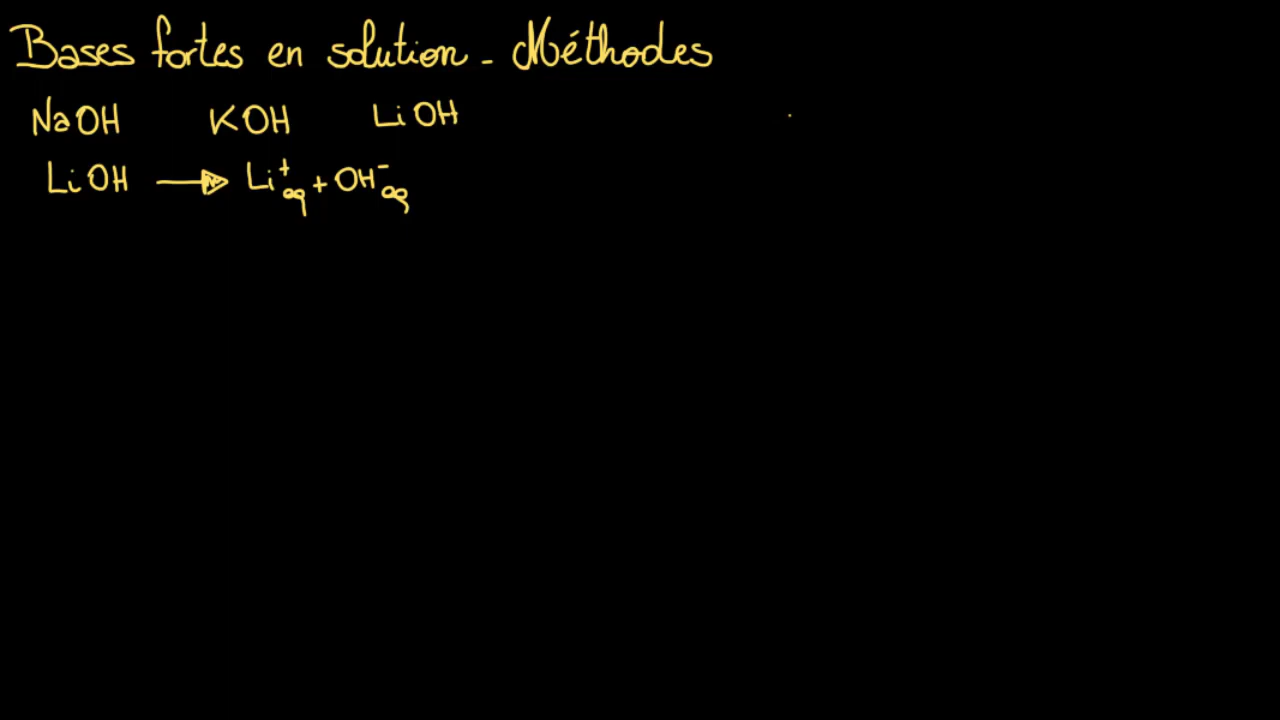 Bases fortes en solution - Méthodes
NaOH KOH LiOH
LiOH → Li⁺aq + OH⁻aq